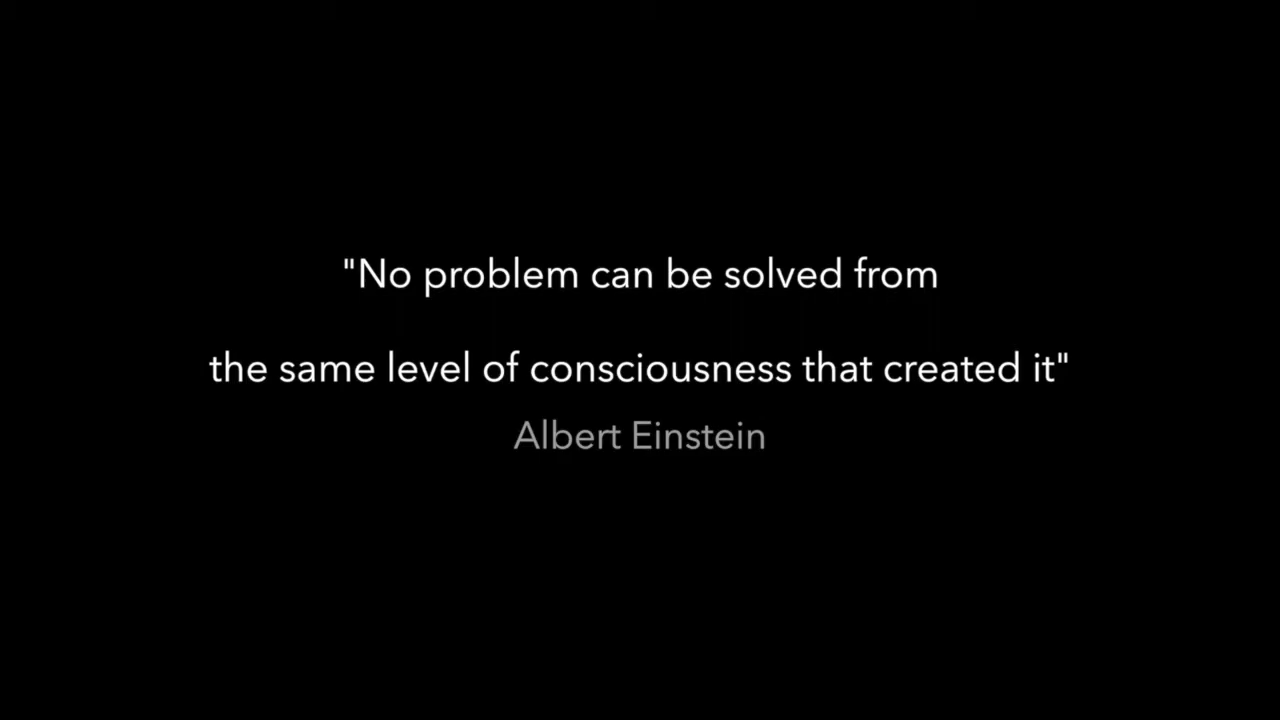 "No problem can be solved from
the same level of consciousness that created it"
Albert Einstein